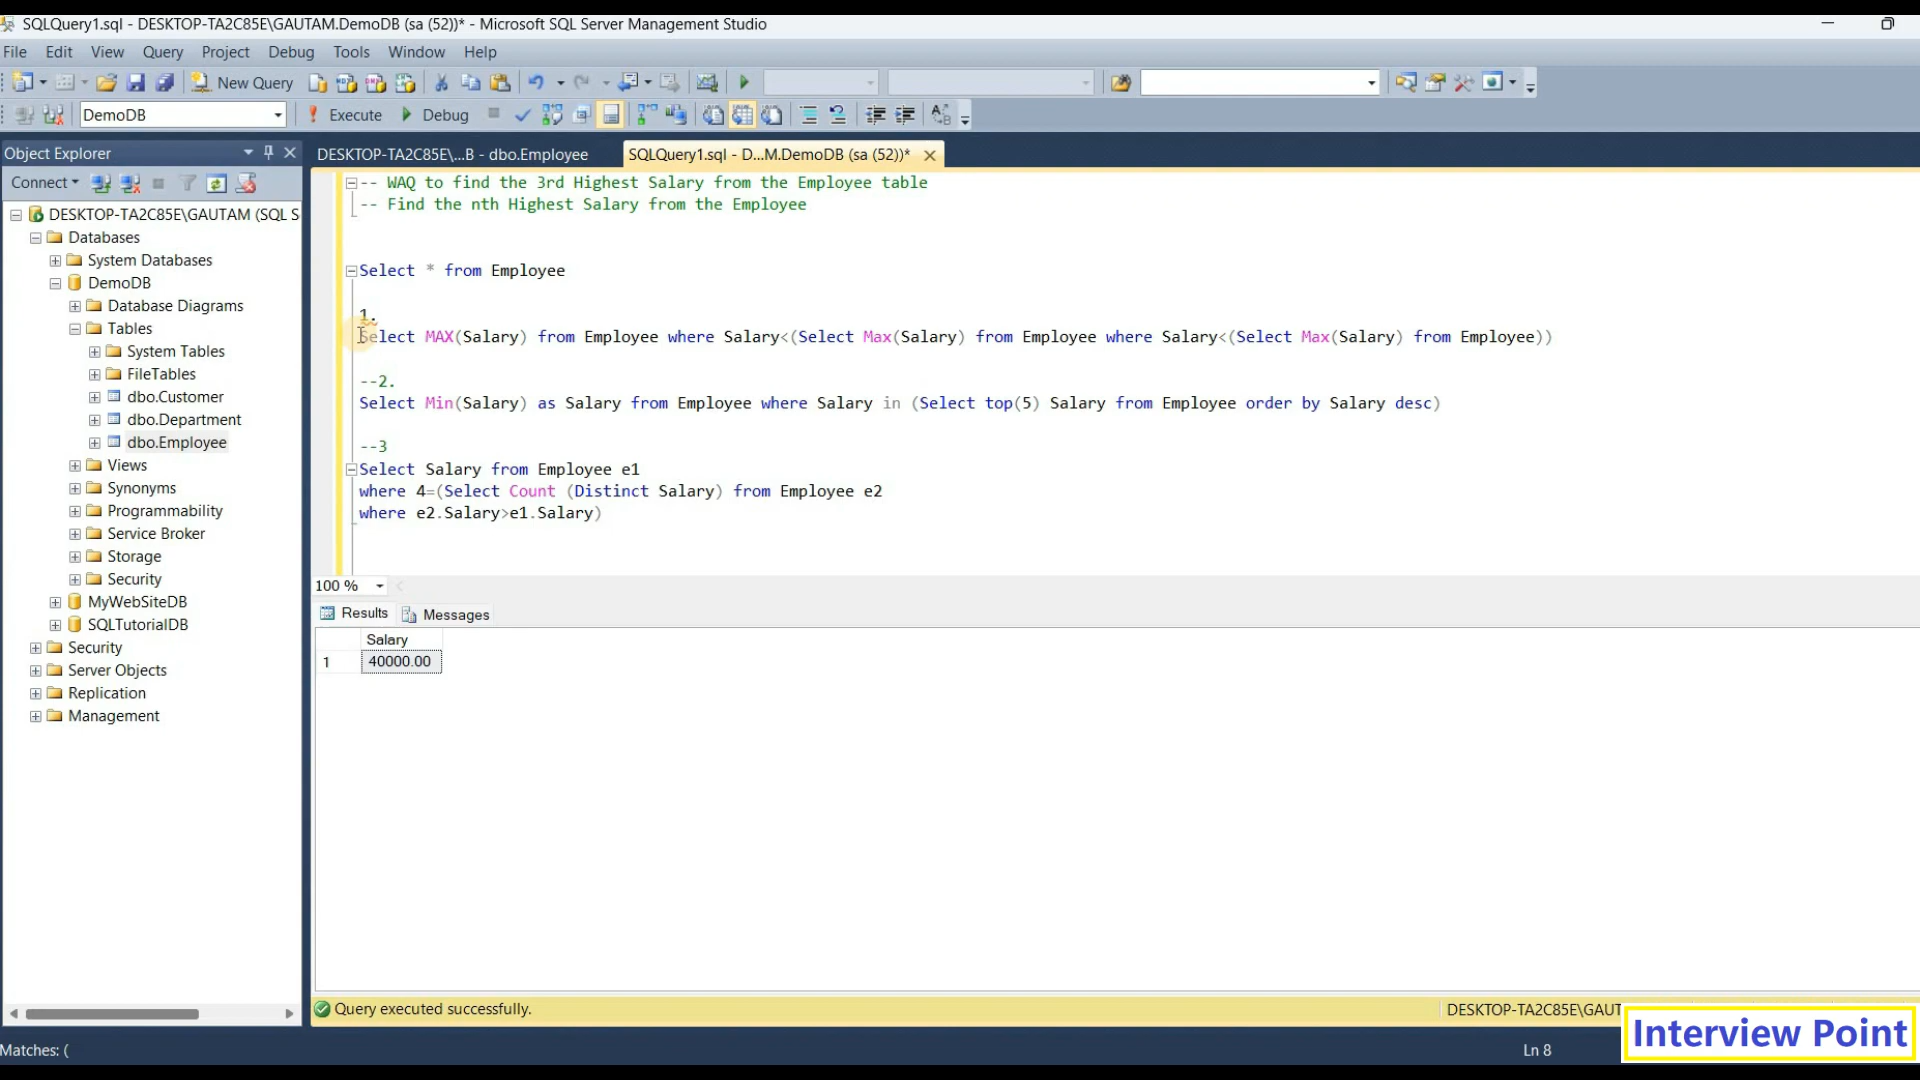 SQLQuery1.sql - DESKTOP-TA2C85E\GAUTAM.DemoDB (sa (52))* - Microsoft SQL Server Management Studio
File Edit View Query Project Debug Tools Window Help
New Query
DemoDB Execute Debug
Object Explorer
DESKTOP-TA2C85E\...B - dbo.Employee SQLQuery1.sql - D...M.DemoDB (sa (52))*
Connect
DESKTOP-TA2C85E\GAUTAM (SQL S
Databases
System Databases
DemoDB
Database Diagrams
Tables
System Tables
FileTables
dbo.Customer
dbo.Department
dbo.Employee
Views
Synonyms
Programmability
Service Broker
Storage
Security
MyWebSiteDB
SQLTutorialDB
Security
Server Objects
Replication
Management
-- WAQ to find the 3rd Highest Salary from the Employee table
-- Find the nth Highest Salary from the Employee
Select * from Employee
1.
Select MAX(Salary) from Employee where Salary<(Select Max(Salary) from Employee where Salary<(Select Max(Salary) from Employee))
--2.
Select Min(Salary) as Salary from Employee where Salary in (Select top(5) Salary from Employee order by Salary desc)
--3
Select Salary from Employee e1
where 4=(Select Count (Distinct Salary) from Employee e2
where e2.Salary>e1.Salary)
100 %
Results Messages
Salary
1 40000.00
Query executed successfully.
DESKTOP-TA2C85E\GAUT
Matches: (
Ln 8
Interview Point